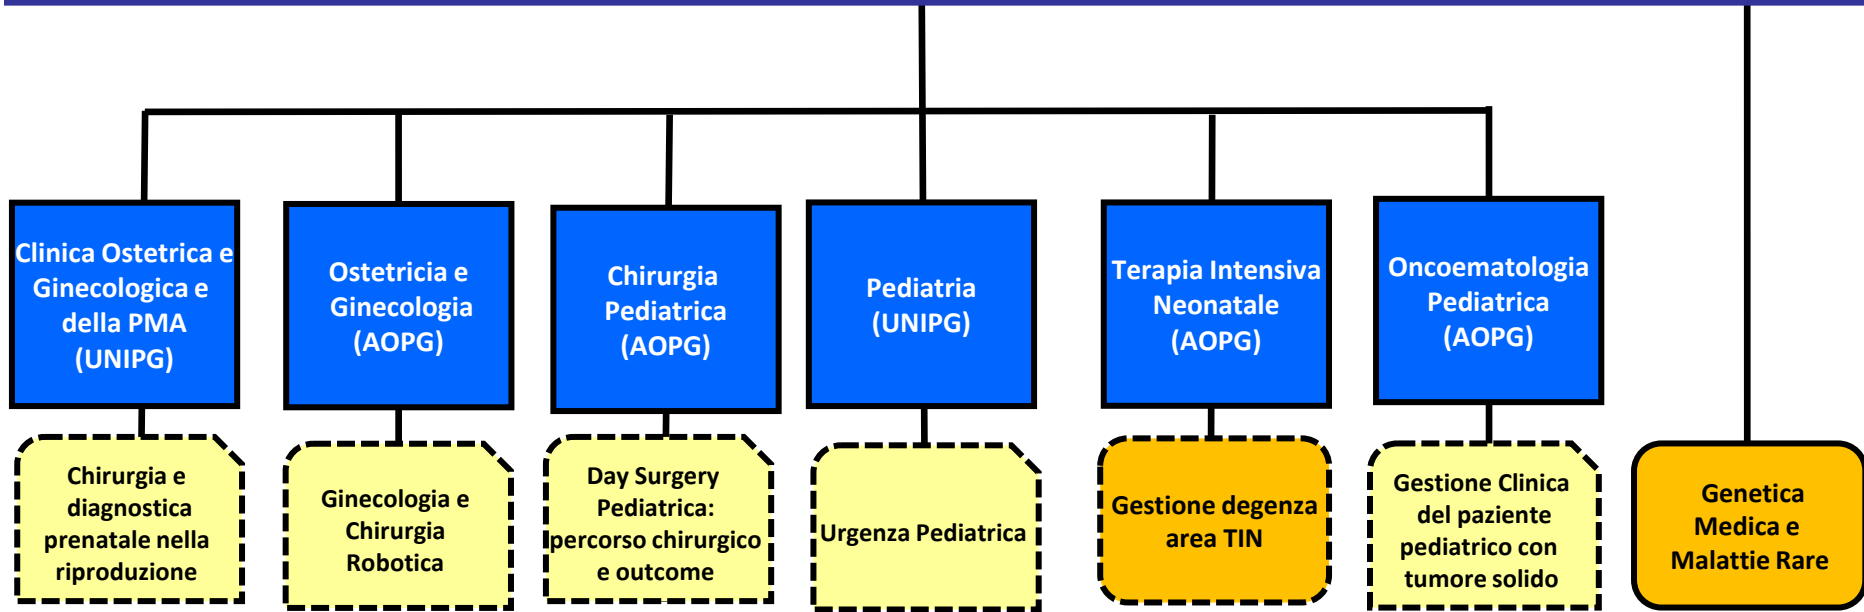 Clinica Ostetrica e
Ginecologica e
della PMA
(UNIPG)
Ostetricia e
Ginecologia
(AOPG)
Chirurgia
Pediatrica
(AOPG)
Pediatria
(UNIPG)
Terapia Intensiva
Neonatale
(AOPG)
Oncoematologia
Pediatrica
(AOPG)
Chirurgia e
diagnostica
prenatale nella
riproduzione
Ginecologia e
Chirurgia
Robotica
Day Surgery
Pediatrica:
percorso chirurgico
e outcome
Urgenza Pediatrica
Gestione degenza
area TIN
Gestione Clinica
del paziente
pediatrico con
tumore solido
Genetica
Medica e
Malattie Rare